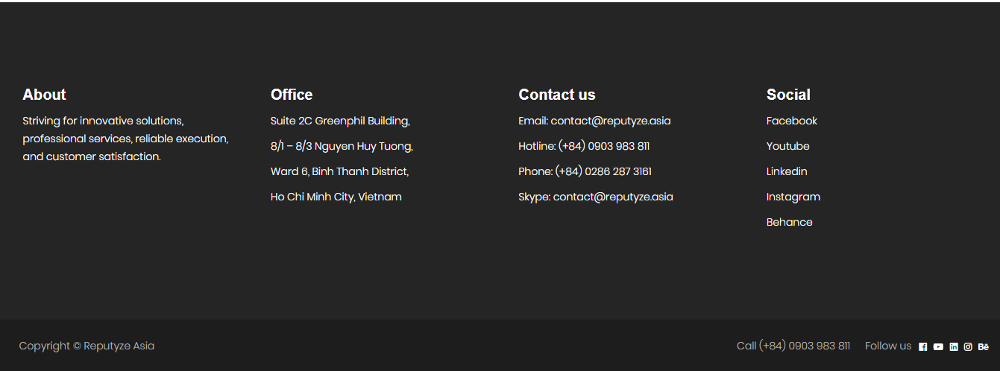 About
Striving for innovative solutions,
professional services, reliable execution,
and customer satisfaction.
Office
Suite 2C Greenphil Building,
8/1 – 8/3 Nguyen Huy Tuong,
Ward 6, Binh Thanh District,
Ho Chi Minh City, Vietnam
Contact us
Email: contact@reputyze.asia
Hotline: (+84) 0903 983 811
Phone: (+84) 0286 287 3161
Skype: contact@reputyze.asia
Social
Facebook
Youtube
Linkedin
Instagram
Behance
Copyright © Reputyze Asia
Call (+84) 0903 983 811 Follow us